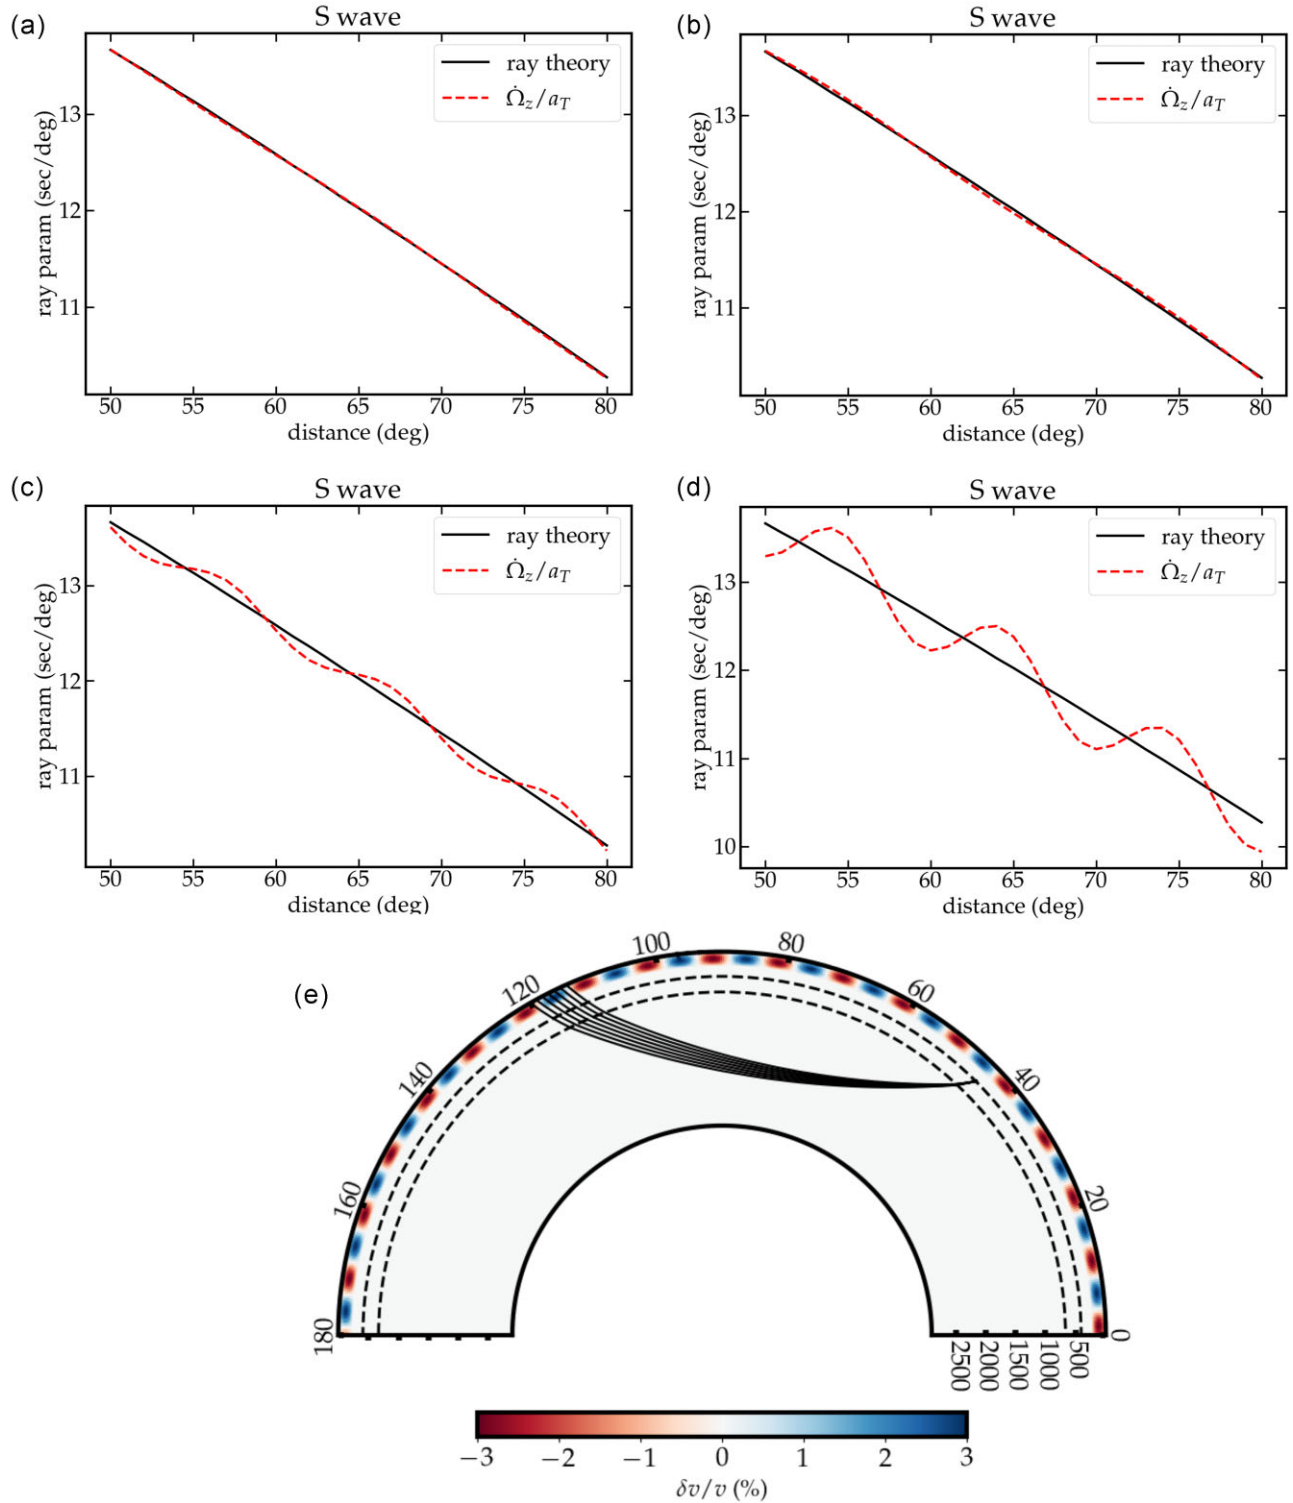 (a)
S wave
ray theory
Ω̇z/aT
ray param (sec/deg)
13
12
11
50 55 60 65 70 75 80
distance (deg)
(b)
S wave
ray theory
Ω̇z/aT
ray param (sec/deg)
13
12
11
50 55 60 65 70 75 80
distance (deg)
(c)
S wave
ray theory
Ω̇z/aT
ray param (sec/deg)
13
12
11
50 55 60 65 70 75 80
distance (deg)
(d)
S wave
ray theory
Ω̇z/aT
ray param (sec/deg)
13
12
11
10
50 55 60 65 70 75 80
distance (deg)
(e)
180
160
140
120
100
80
60
40
20
0
2500
2000
1500
1000
500
−3 −2 −1 0 1 2 3
δv/v (%)